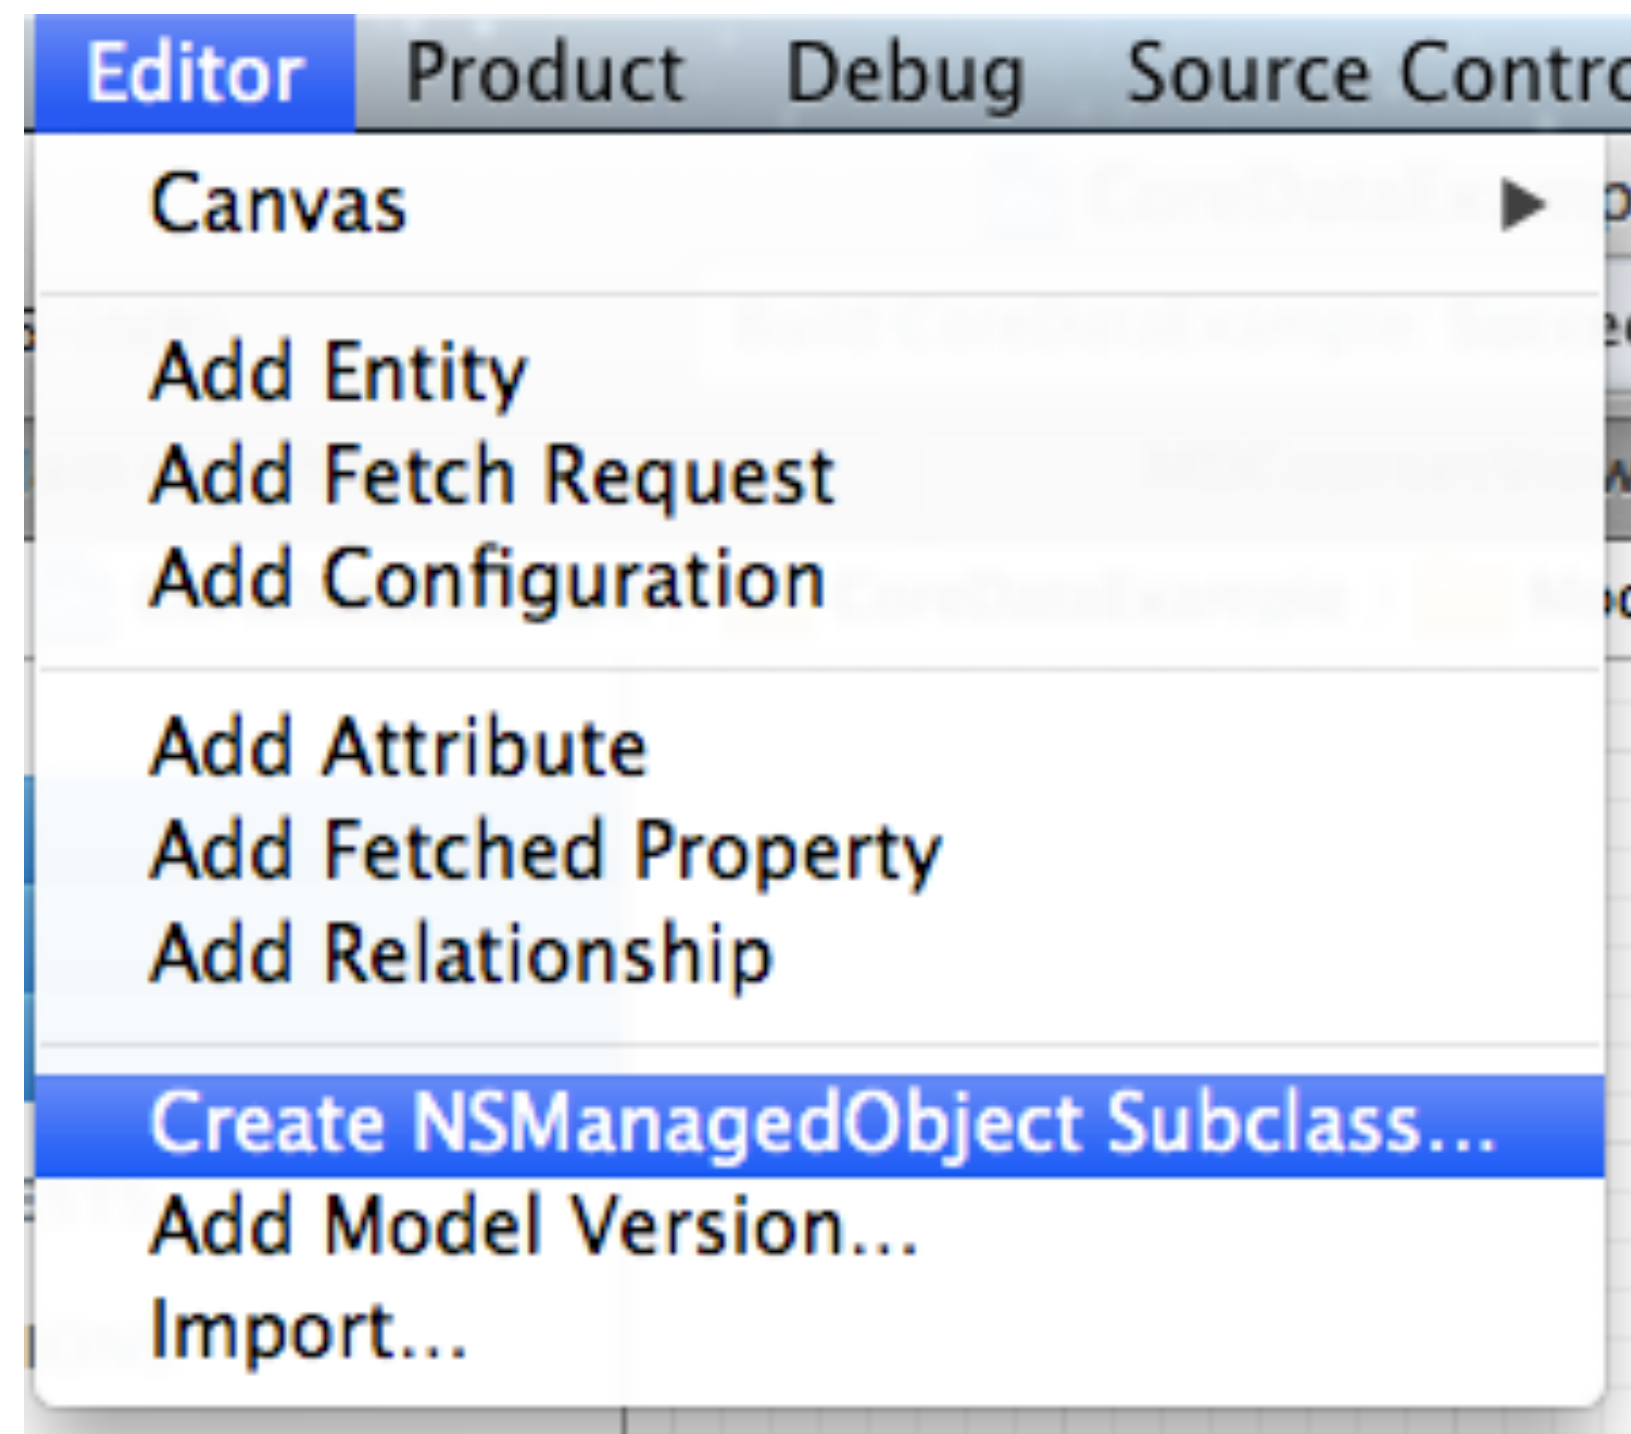 Editor Product Debug Source Contro
Canvas
Add Entity
Add Fetch Request
Add Configuration
Add Attribute
Add Fetched Property
Add Relationship
Create NSManagedObject Subclass...
Add Model Version...
Import...